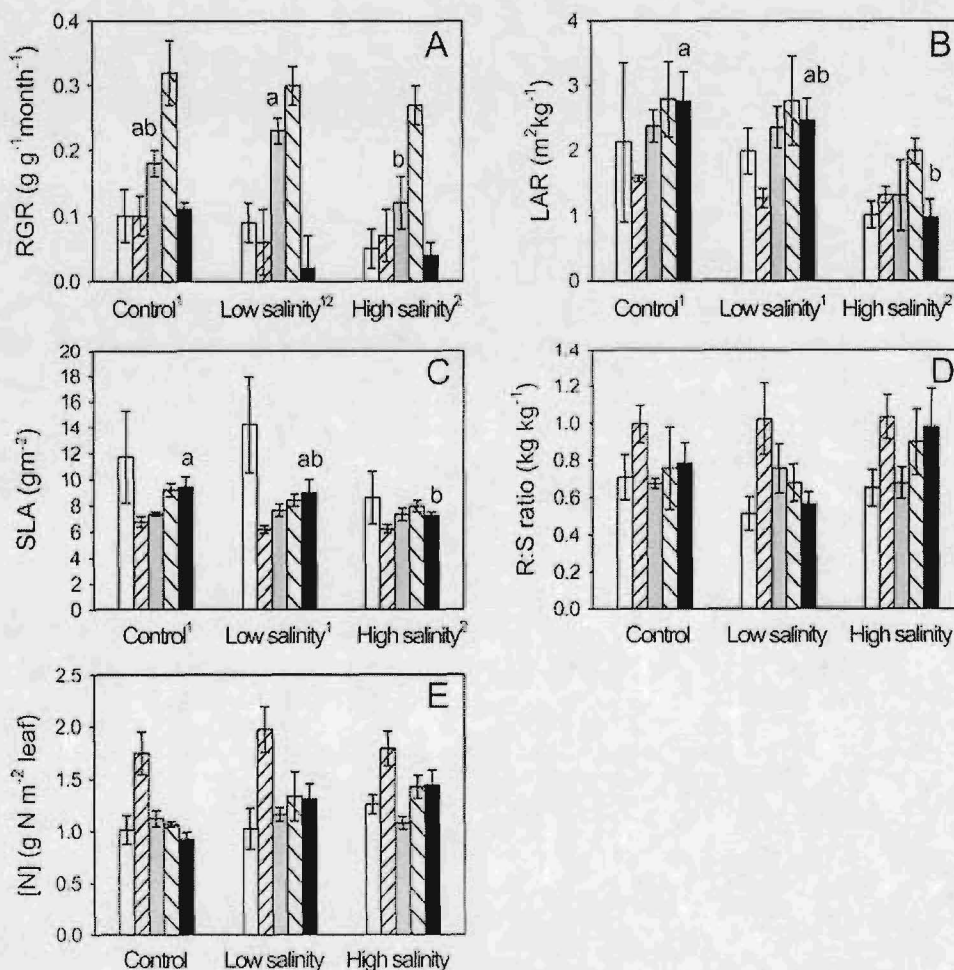 A
RGR (g g⁻¹month⁻¹)
0.4
0.3
0.2
0.1
0.0
ab
a
b
Control¹
Low salinity¹²
High salinity²
B
LAR (m²kg⁻¹)
4
3
2
1
0
a
ab
b
Control¹
Low salinity¹
High salinity²
C
SLA (gm⁻²)
20
18
16
14
12
10
8
6
4
2
0
a
ab
b
Control¹
Low salinity¹
High salinity²
D
R:S ratio (kg kg⁻¹)
1.4
1.2
1.0
0.8
0.6
0.4
0.2
0.0
Control
Low salinity
High salinity
E
[N] (g N m⁻² leaf)
2.5
2.0
1.5
1.0
0.5
0.0
Control
Low salinity
High salinity